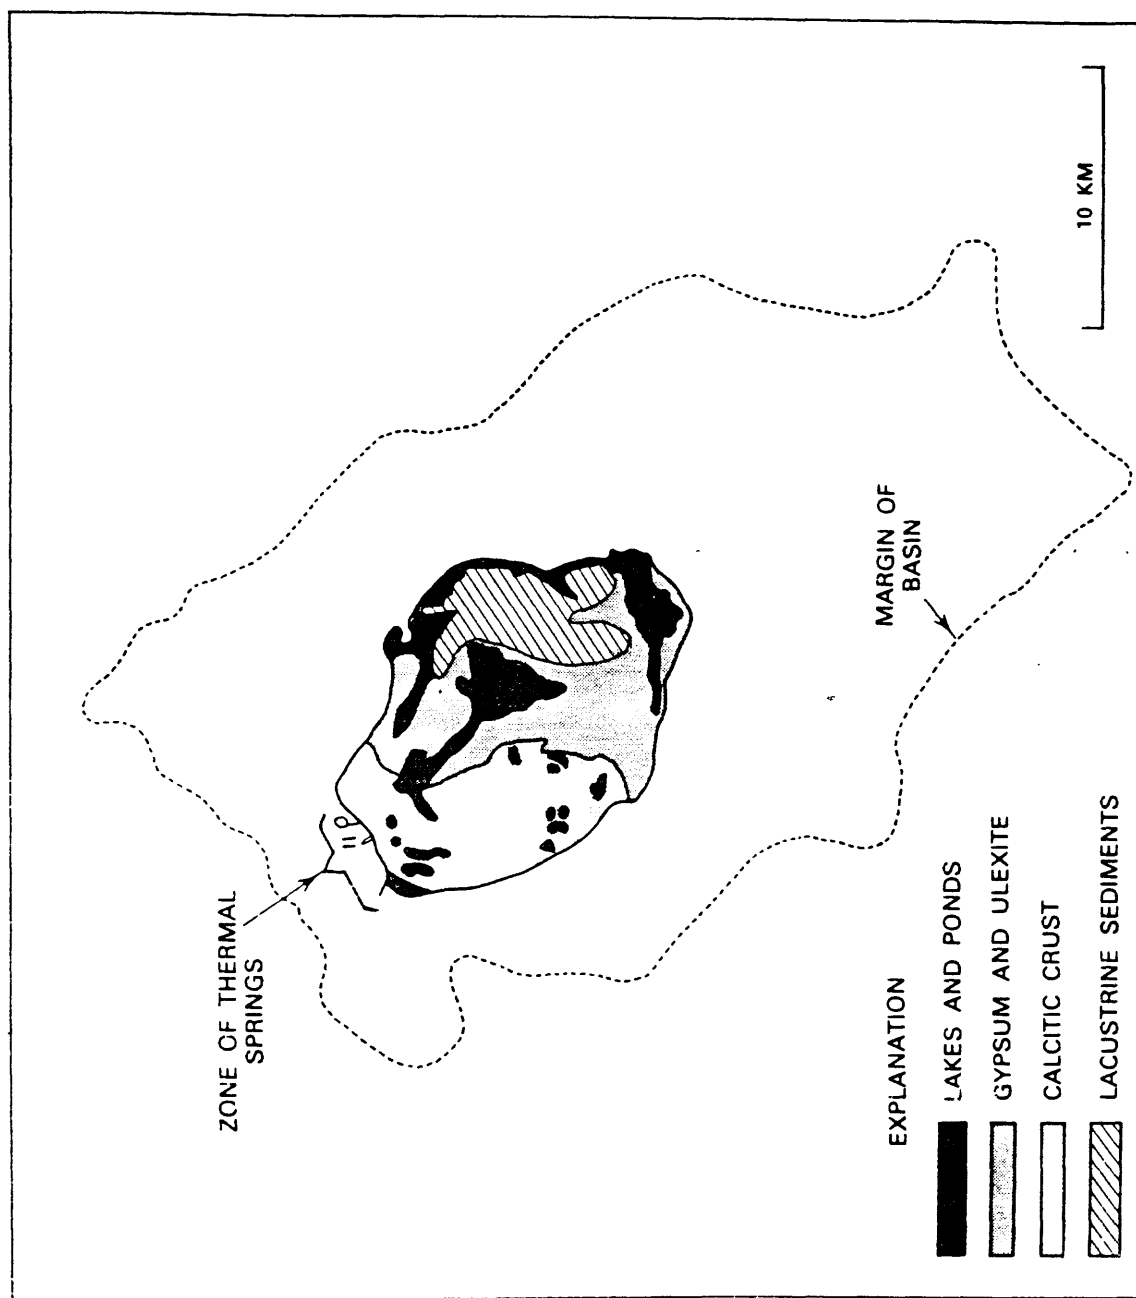 ZONE OF THERMAL
SPRINGS
MARGIN OF
BASIN
10 KM
EXPLANATION
LAKES AND PONDS
GYPSUM AND ULEXITE
CALCITIC CRUST
LACUSTRINE SEDIMENTS